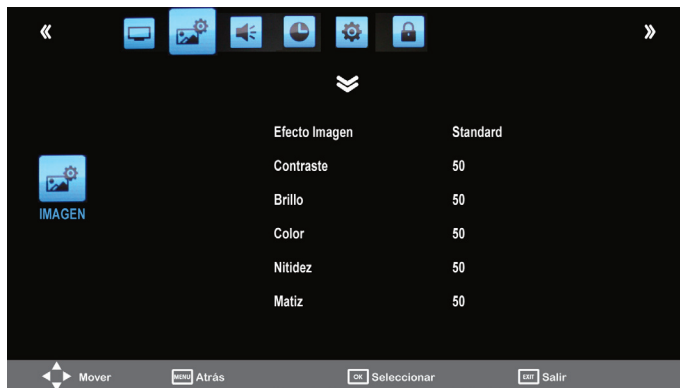 Efecto Imagen Standard
Contraste 50
Brillo 50
IMAGEN
Color 50
Nitidez 50
Matiz 50
Mover MENU Atràs OK Seleccionar EXIT Salir